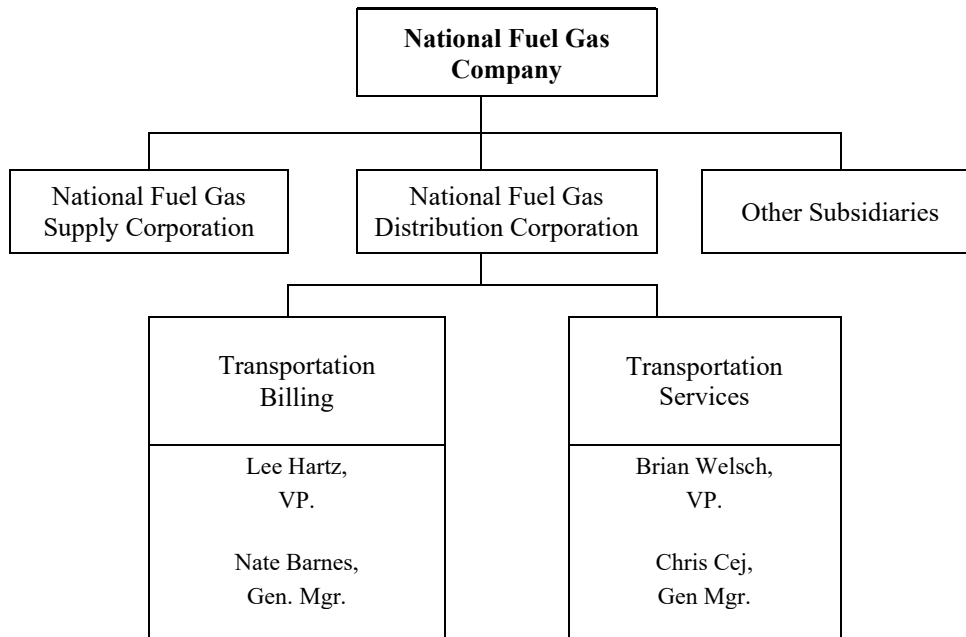 National Fuel Gas
Company
National Fuel Gas
Supply Corporation
National Fuel Gas
Distribution Corporation
Other Subsidiaries
Transportation
Billing
Lee Hartz,
VP.
Nate Barnes,
Gen. Mgr.
Transportation
Services
Brian Welsch,
VP.
Chris Cej,
Gen Mgr.